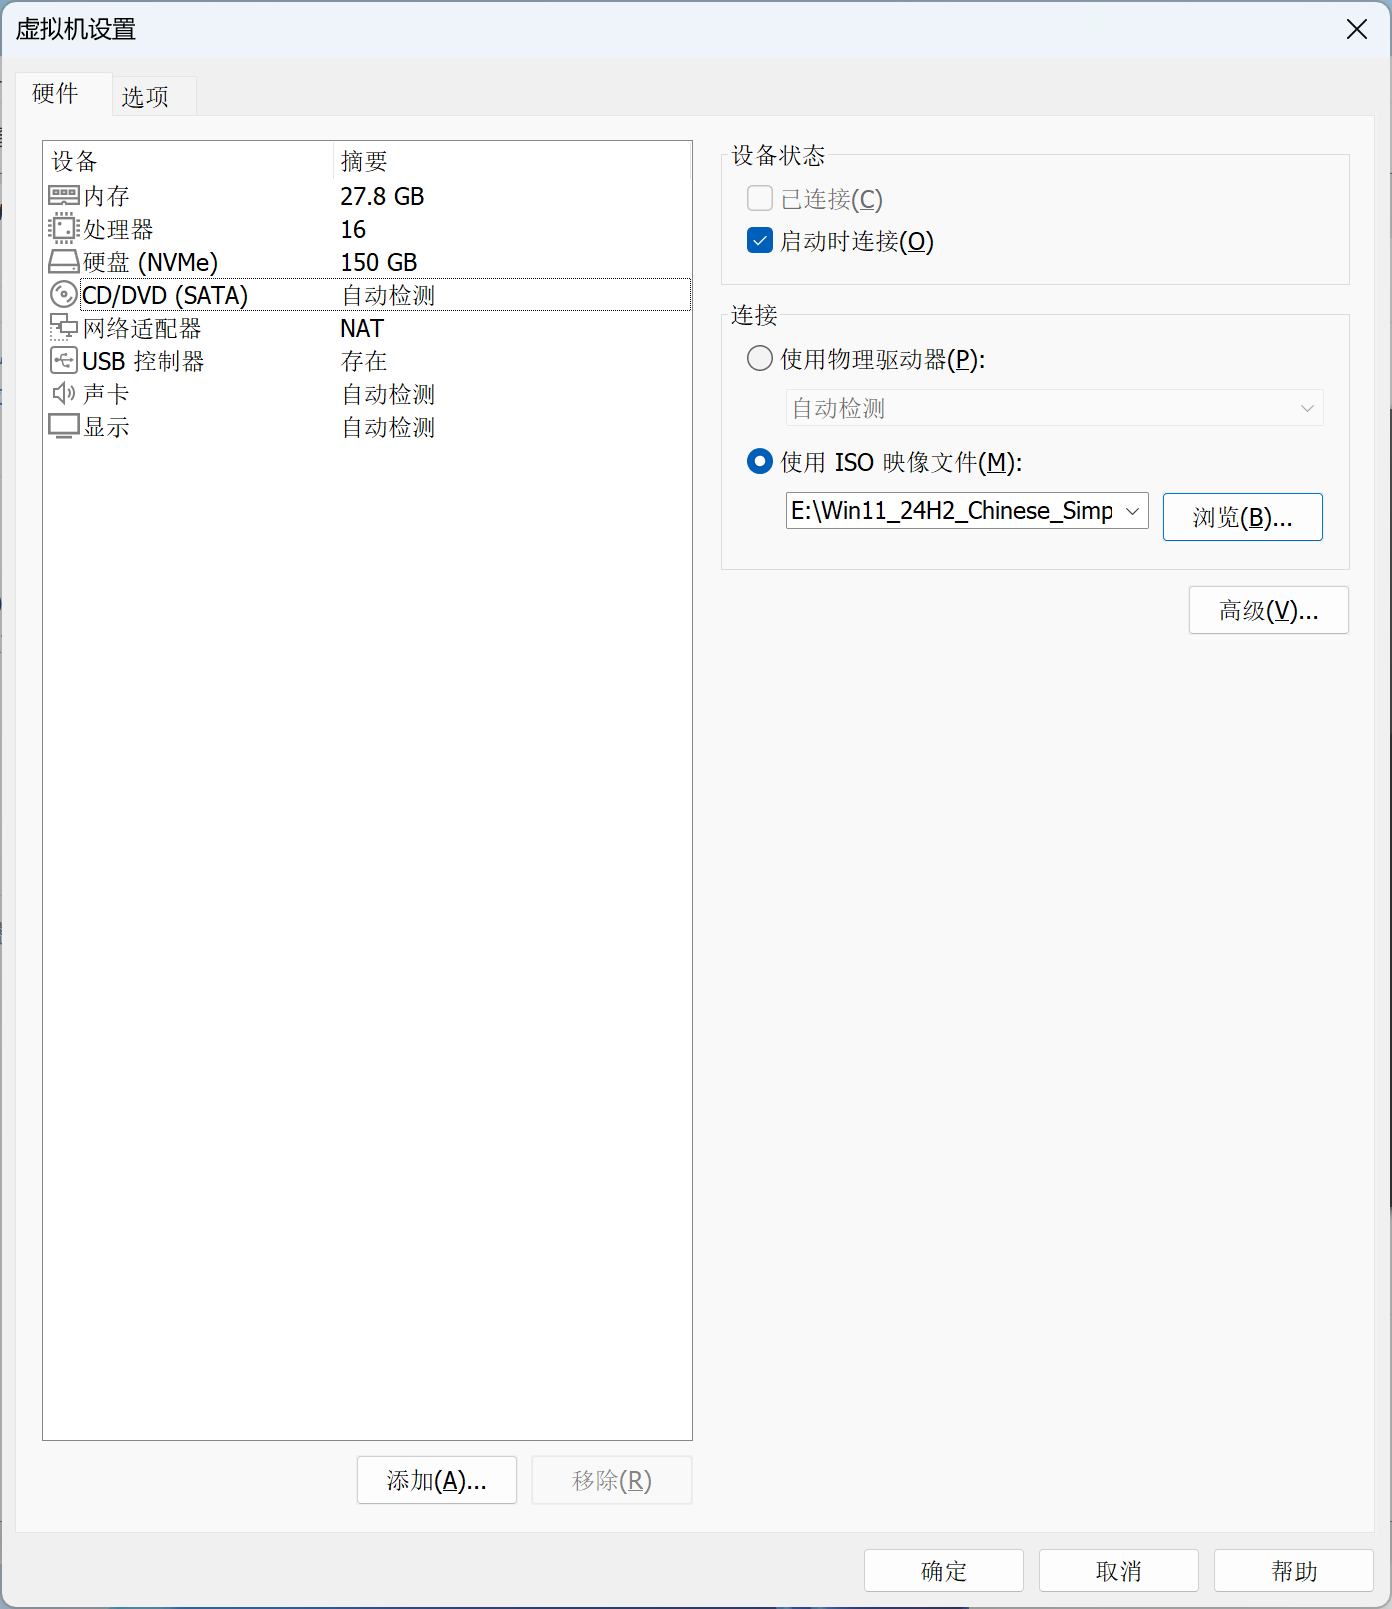 虚拟机设置
硬件 选项
设备 摘要
内存 27.8 GB
处理器 16
硬盘 (NVMe) 150 GB
CD/DVD (SATA) 自动检测
网络适配器 NAT
USB 控制器 存在
声卡 自动检测
显示 自动检测
添加(A)... 移除(R)
设备状态
已连接(C)
启动时连接(O)
连接
使用物理驱动器(P):
自动检测
使用 ISO 映像文件(M):
E:\Win11_24H2_Chinese_Simp 浏览(B)...
高级(V)...
确定 取消 帮助